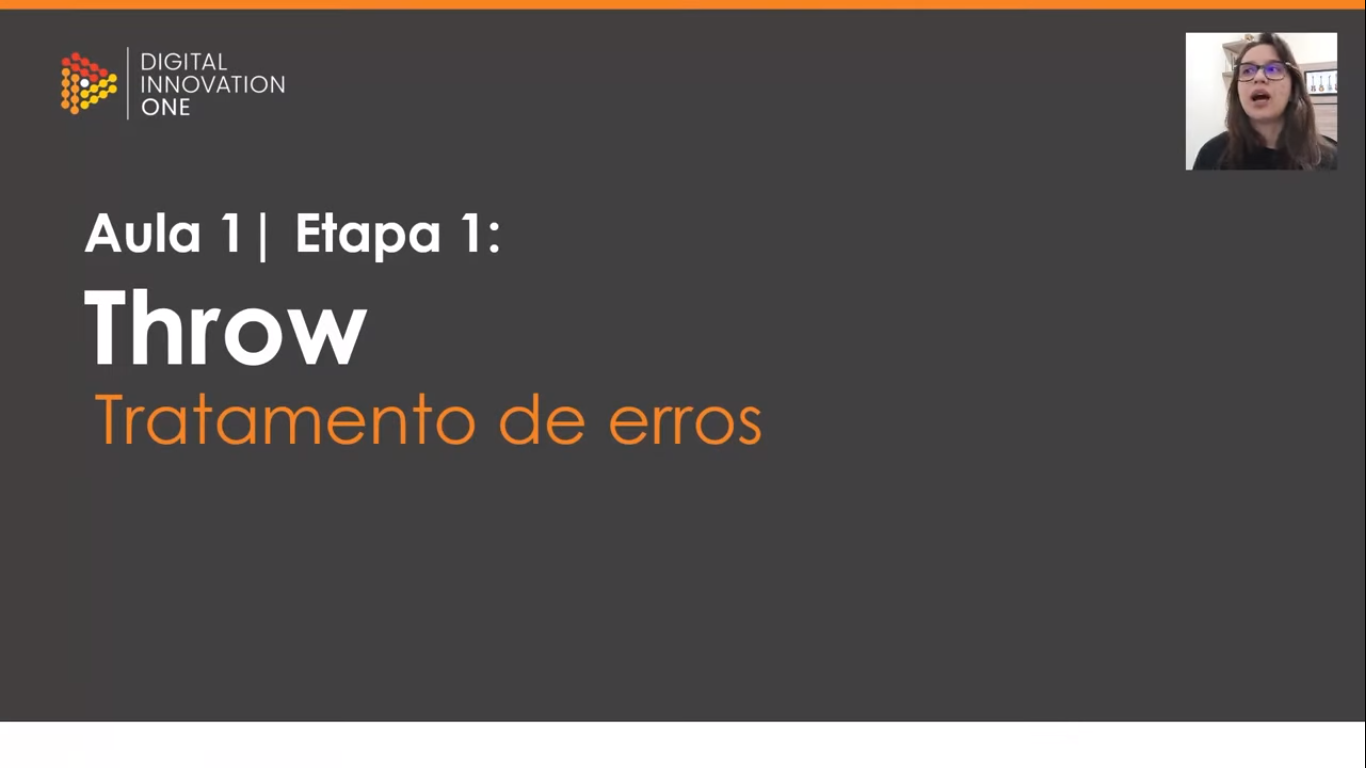 DIGITAL
INNOVATION
ONE
Aula 1| Etapa 1:
Throw
Tratamento de erros